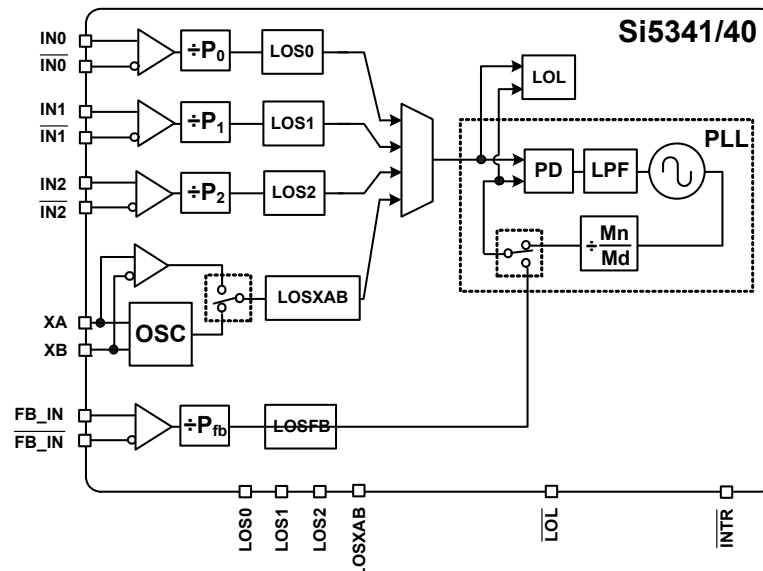 Si5341/40
IN0
IN0
÷P0
LOS0
LOL
IN1
IN1
÷P1
LOS1
PLL
PD
LPF
IN2
IN2
÷P2
LOS2
÷ Mn
Md
LOSXAB
XA
XB
OSC
FB_IN
FB_IN
÷Pfb
LOSFB
LOS0
LOS1
LOS2
LOSXAB
LOL
INTR